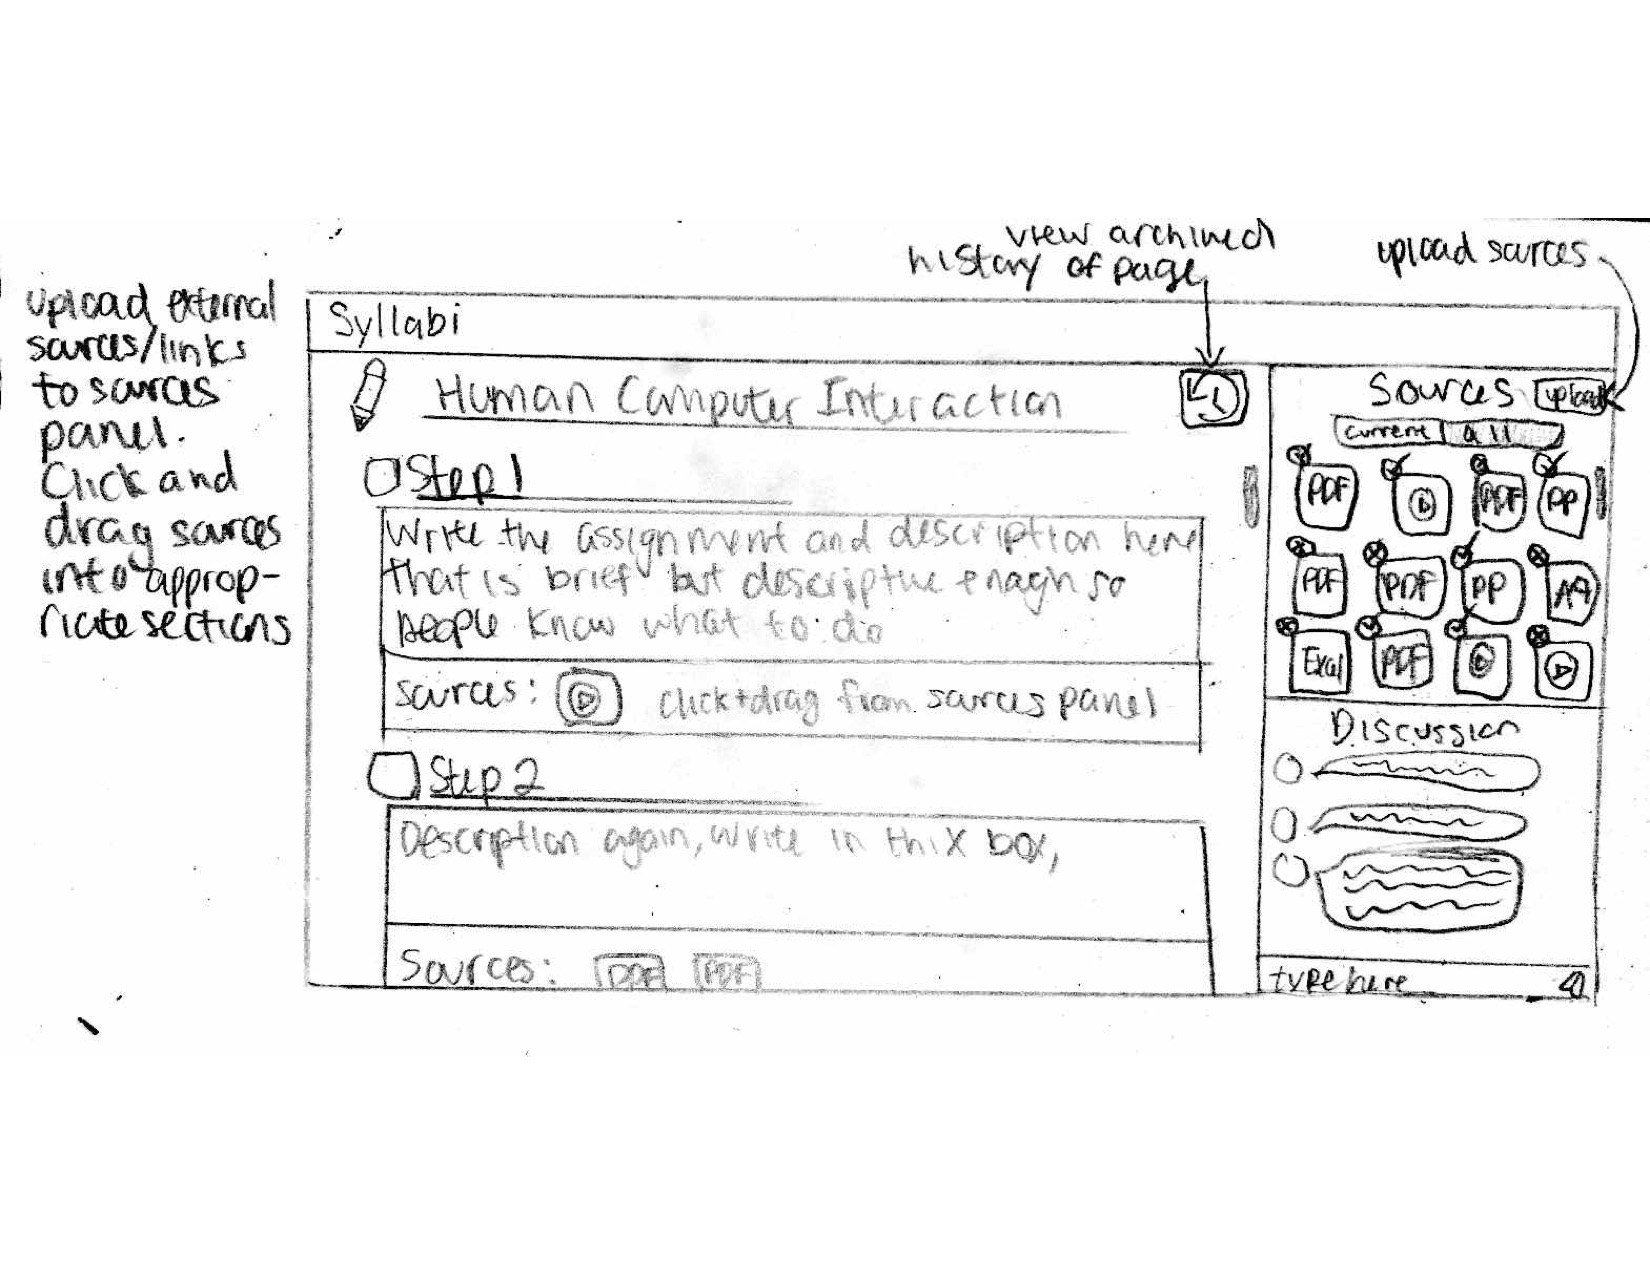 view archived
history of page
upload sources
upload external
sources/links
to sources
panel.
Click and
drag sources
into approp-
riate sections
Syllabi
Human Computer Interaction
Step 1
Write the assignment and description here
that is brief but descriptive enough so
people know what to do
sources: click+drag from sources panel
Step 2
Description again, write in this box,
Sources: PDF PDF
Sources upload
current all
PDF PDF PP
PDF PDF PP
PDF
Discussion
type here